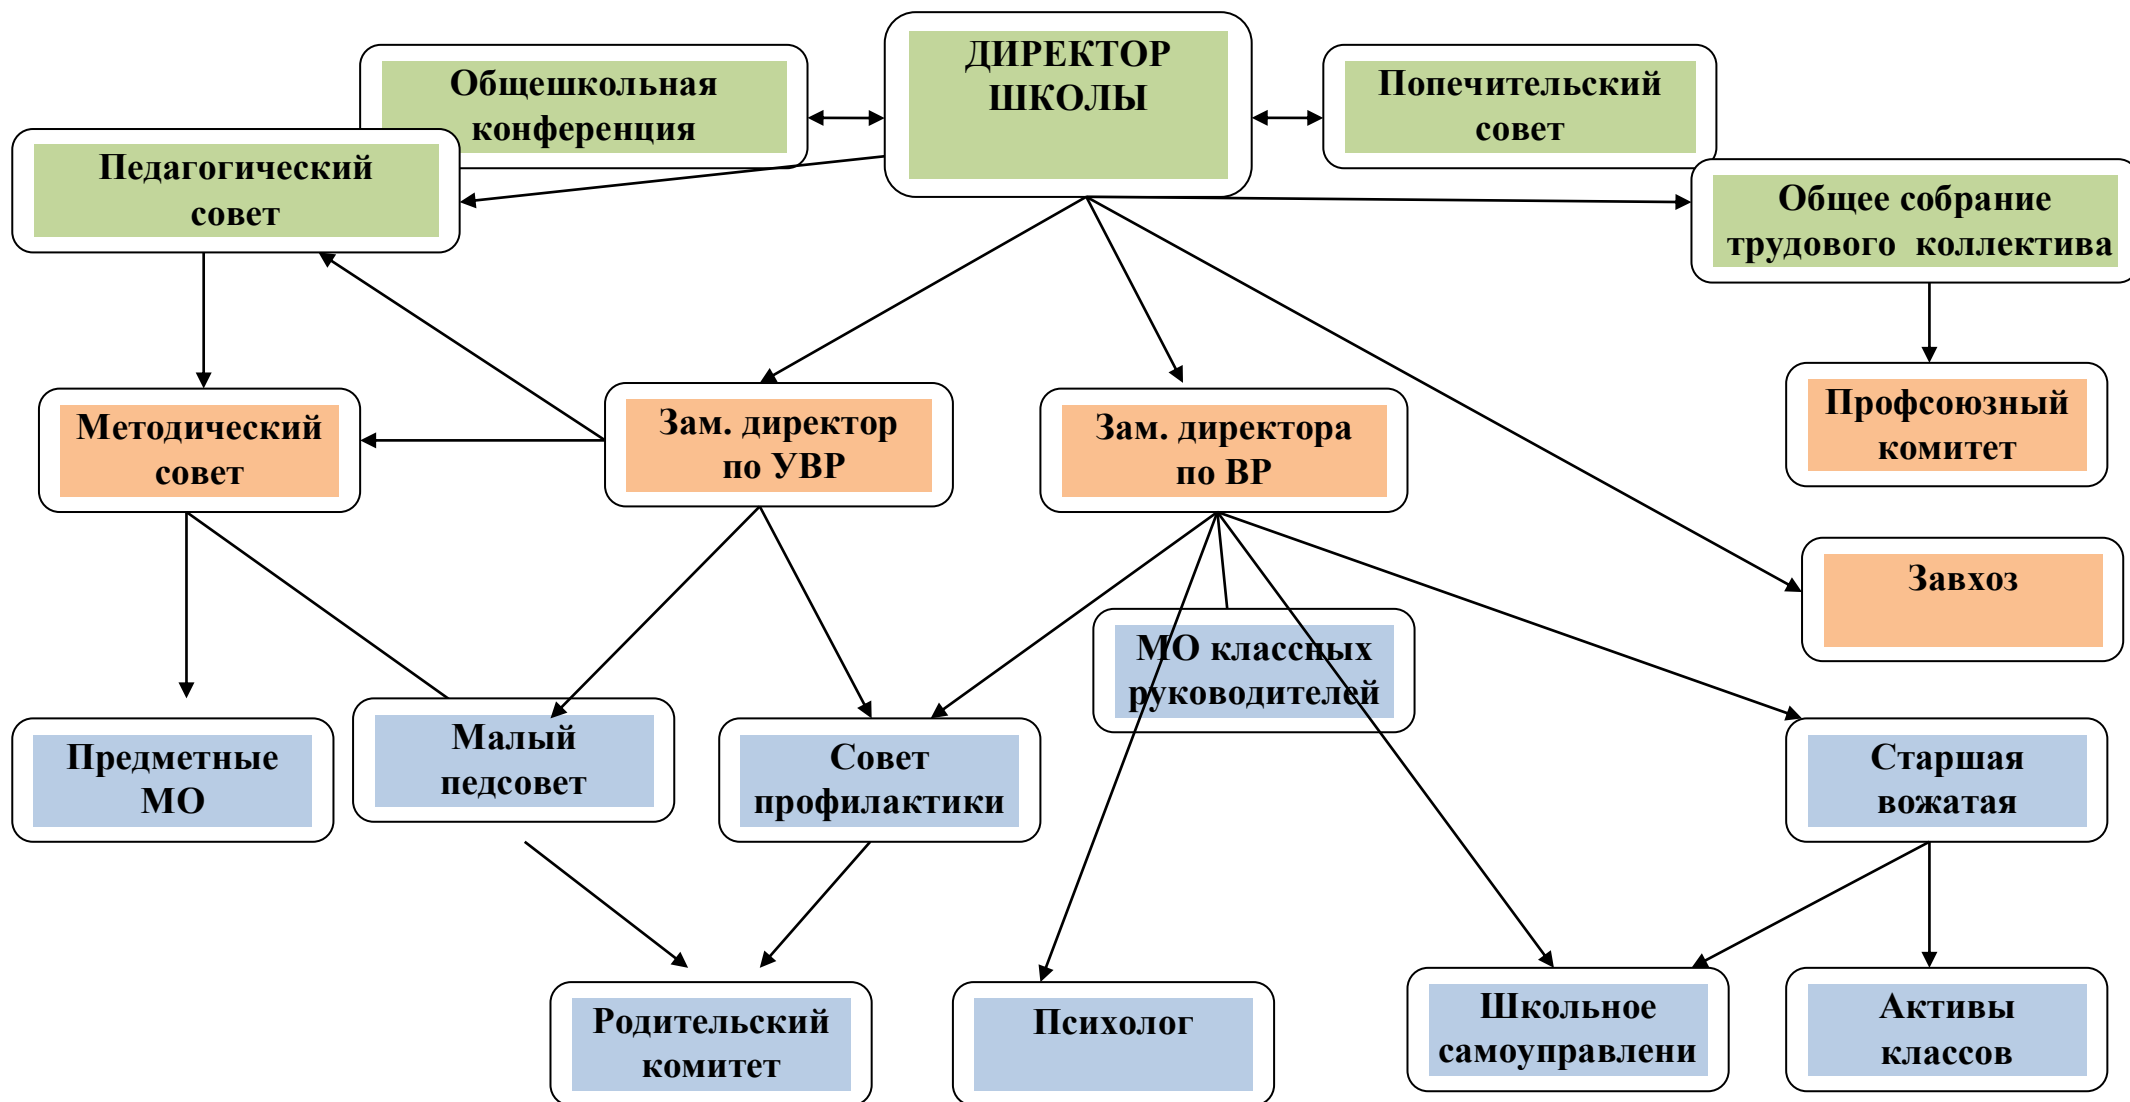 ДИРЕКТОР
ШКОЛЫ
Общешкольная
конференция
Попечительский
совет
Педагогический
совет
Общее собрание
трудового коллектива
Методический
совет
Зам. директор
по УВР
Зам. директора
по ВР
Профсоюзный
комитет
Завхоз
МО классных
руководителей
Предметные
МО
Малый
педсовет
Совет
профилактики
Старшая
вожатая
Родительский
комитет
Психолог
Школьное
самоуправлени
Активы
классов